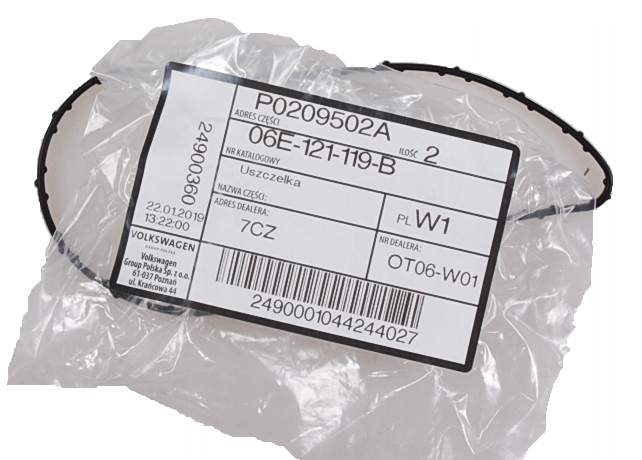 P0209502A
ADRES CZĘŚCI
ILOŚĆ 2
06E-121-119-B
NR KATALOGOWY
Uszczelka
NAZWA CZĘŚCI:
PL W1
ADRES DEALERA:
7CZ
NR DEALERA:
OT06-W01
2490001044244027
24900360
22.01.2019
13:22:00
VOLKSWAGEN
GROUP POLSKA
Volkswagen
Group Polska Sp. z o.o.
61-037 Poznań
ul. Krańcowa 44